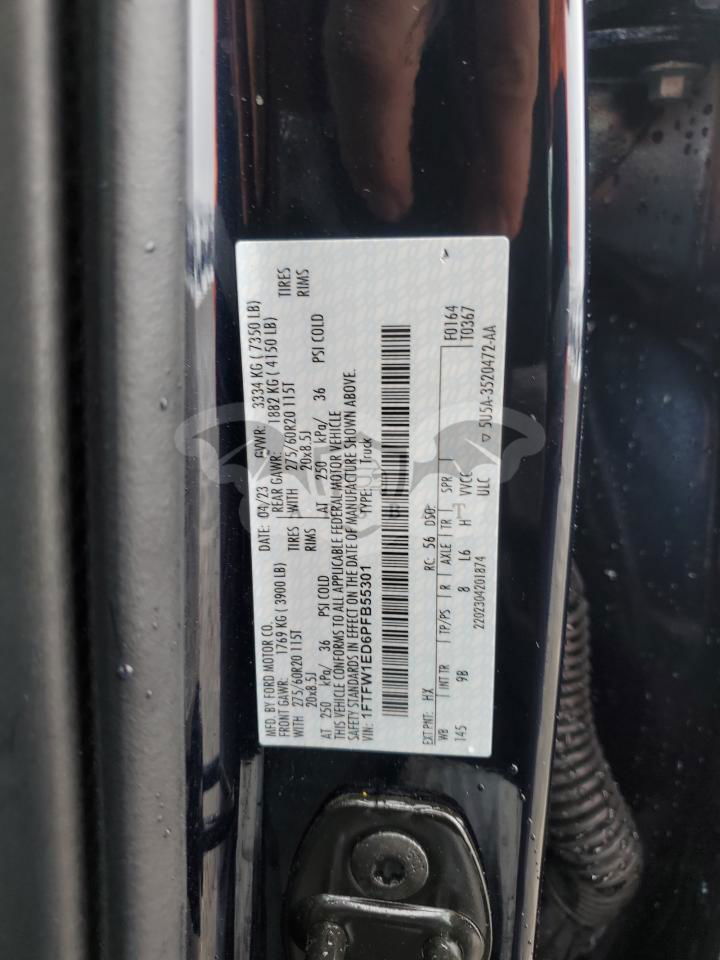 MFD. BY FORD MOTOR CO. DATE: 04/23 GVWR: 3334 KG ( 7350 LB)
FRONT GAWR: 1769 KG ( 3900 LB) REAR GAWR: 1882 KG ( 4150 LB)
WITH 275/60R20 115T TIRES WITH 275/60R20 115T TIRES
20x8.5J RIMS 20x8.5J RIMS
AT 250 kPa/ 36 PSI COLD AT 250 kPa/ 36 PSI COLD
THIS VEHICLE CONFORMS TO ALL APPLICABLE FEDERAL MOTOR VEHICLE
SAFETY STANDARDS IN EFFECT ON THE DATE OF MANUFACTURE SHOWN ABOVE.
VIN: 1FTFW1ED6PFB55301 TYPE: Truck
F0164
T0367
EXT PNT: HX RC: 56 DSO:
WB INT TR TP/PS R AXLE TR SPR
145 9B 8 L6 H VVCC
ULC
2202304201874
▽ 5U5A-3520472-AA